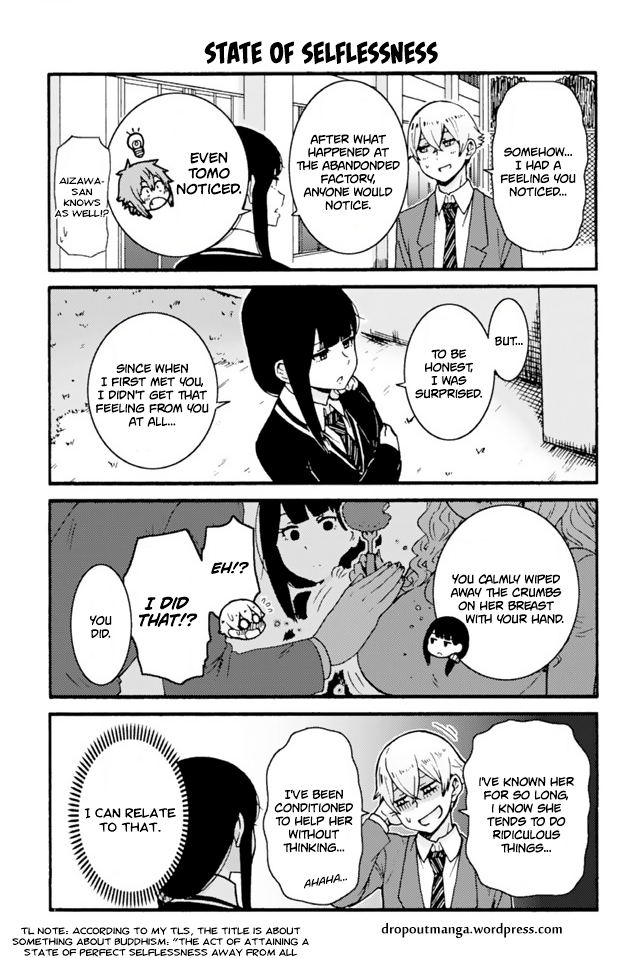 STATE OF SELFLESSNESS
SOMEHOW...
I HAD A
FEELING YOU
NOTICED...
AFTER WHAT
HAPPENED AT
THE
ABANDONDED
FACTORY,
ANYONE WOULD
NOTICE.
EVEN
TOMO
NOTICED.
AIZAWA-
SAN
KNOWS
AS WELL!?
BUT...
TO BE
HONEST,
I WAS
SURPRISED.
SINCE WHEN
I FIRST MET YOU,
I DIDN'T GET THAT
FEELING FROM YOU
AT ALL...
YOU CALMLY WIPED
AWAY THE CRUMBS
ON HER BREAST
WITH YOUR HAND.
EH!?
I DID
THAT!?
YOU
DID.
I'VE KNOWN HER
FOR SO LONG,
I KNOW SHE
TENDS TO DO
RIDICULOUS
THINGS...
I'VE BEEN
CONDITIONED
TO HELP HER
WITHOUT
THINKING...
AHAHA...
I CAN RELATE
TO THAT.
TL NOTE: ACCORDING TO MY TLS, THE TITLE IS ABOUT
SOMETHING ABOUT BUDDHISM: "THE ACT OF ATTAINING A
STATE OF PERFECT SELFLESSNESS AWAY FROM ALL
dropoutmanga.wordpress.com